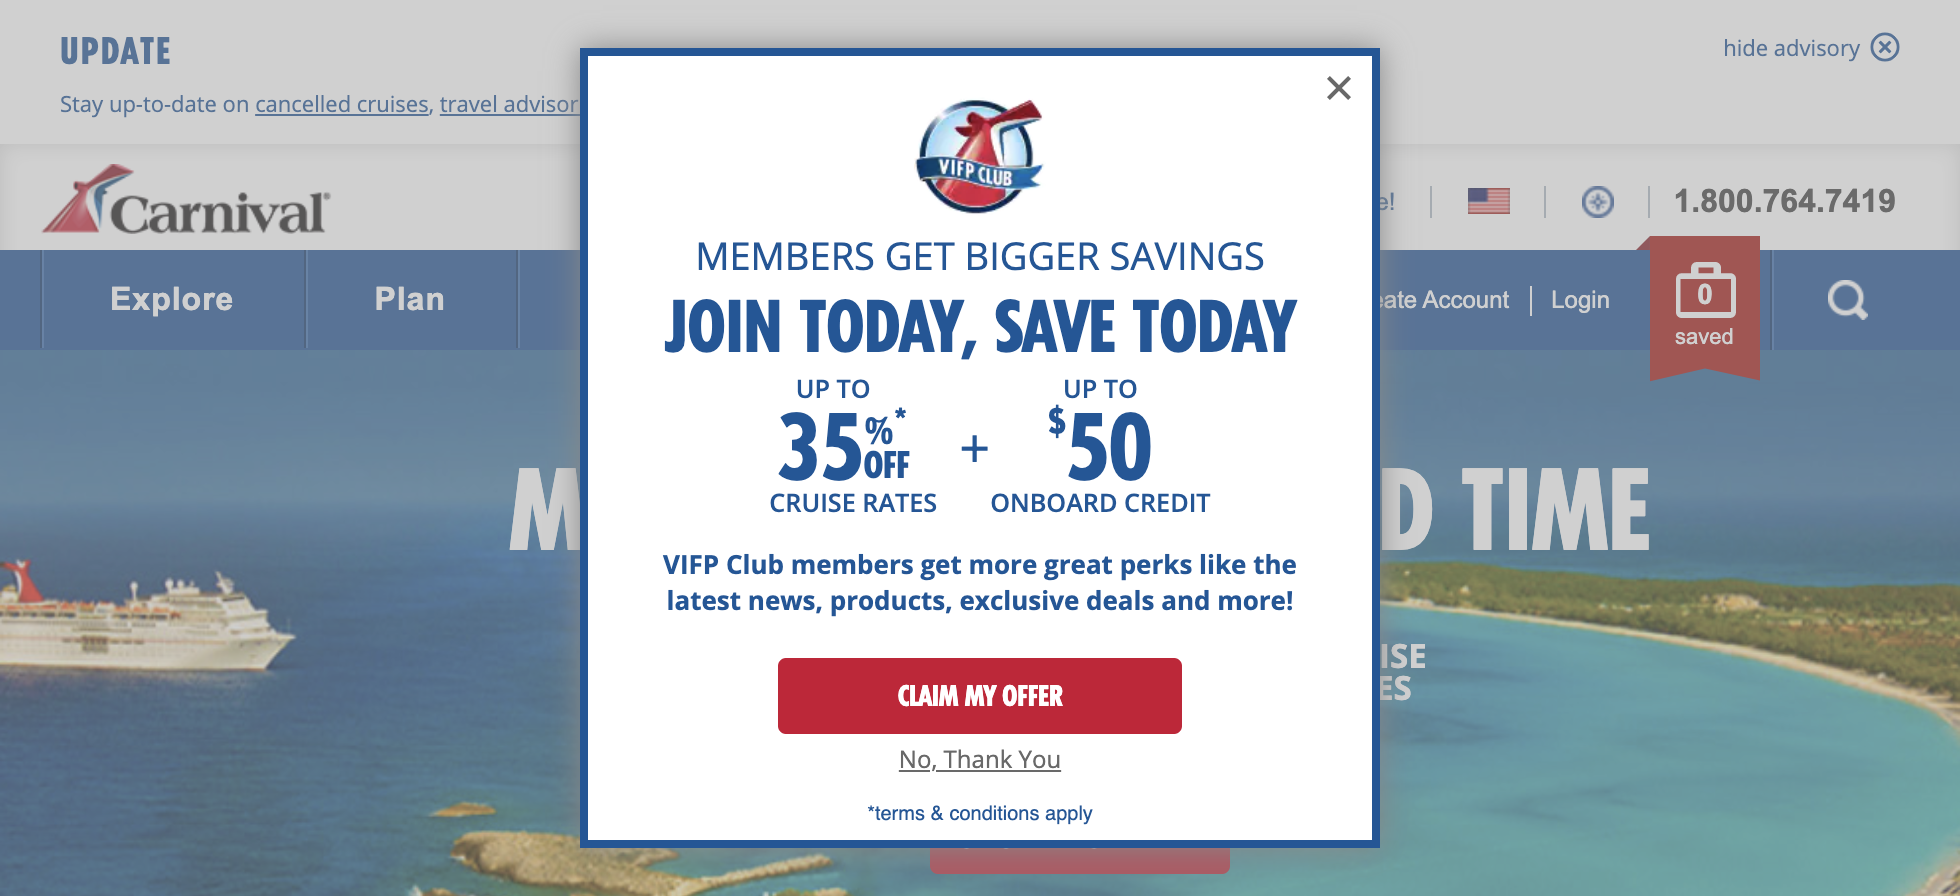 UPDATE
hide advisory
Stay up-to-date on cancelled cruises, travel
Carnival
1.800.764.7419
Explore
Plan
Account
Login
0
saved
TIME
VIFP CLUB
MEMBERS GET BIGGER SAVINGS
JOIN TODAY, SAVE TODAY
UP TO
35%* OFF
CRUISE RATES
+
UP TO
$50
ONBOARD CREDIT
VIFP Club members get more great perks like the
latest news, products, exclusive deals and more!
CLAIM MY OFFER
No, Thank You
*terms & conditions apply